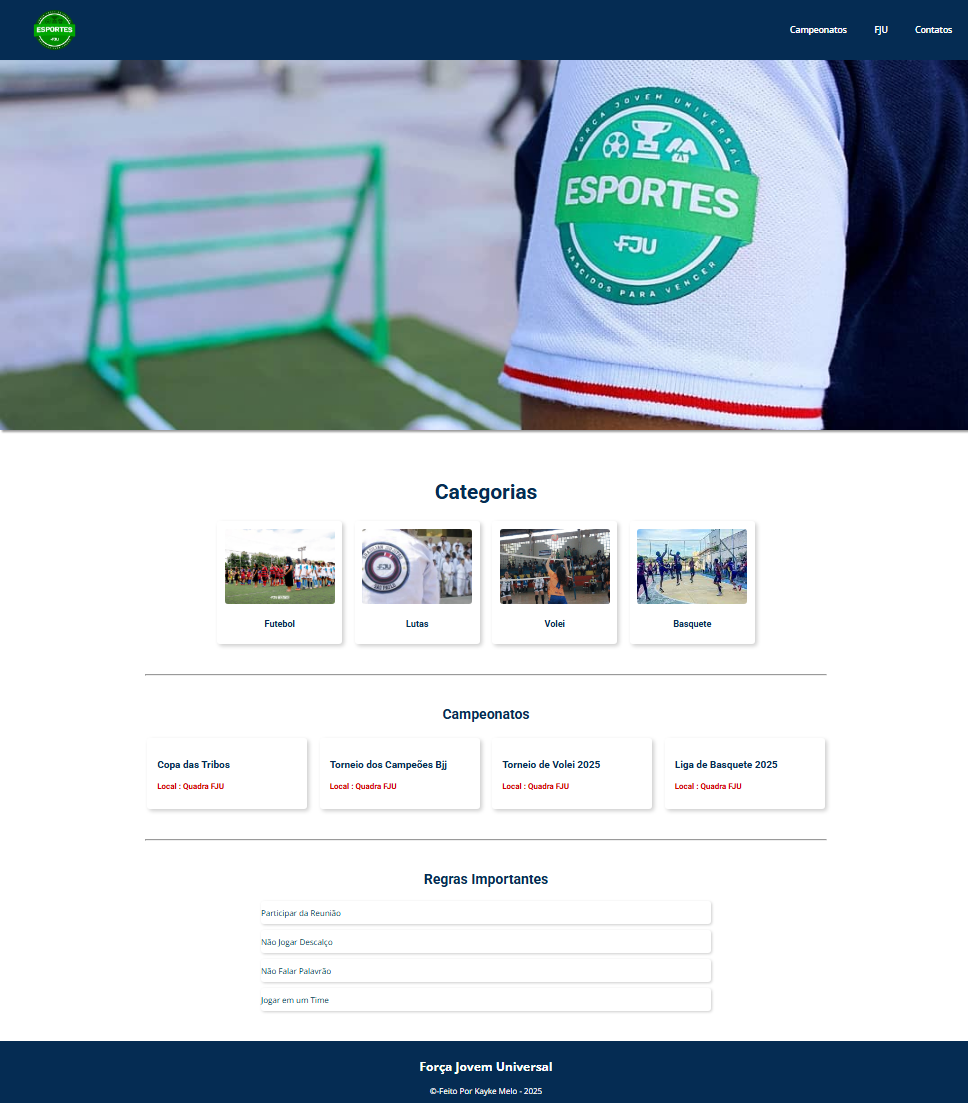 ESPORTES
FJU
Campeonatos FJU Contatos
FORÇA JOVEM UNIVERSAL
ESPORTES
FJU
NASCIDOS PARA VENCER
Categorias
FJU
Futebol Lutas Volei Basquete
Campeonatos
Copa das Tribos Torneio dos Campeões Bjj Torneio de Volei 2025 Liga de Basquete 2025
Local : Quadra FJU Local : Quadra FJU Local : Quadra FJU Local : Quadra FJU
Regras Importantes
Participar da Reunião
Não Jogar Descalço
Não Falar Palavrão
Jogar em um Time
Força Jovem Universal
©-Feito Por Kayke Melo - 2025